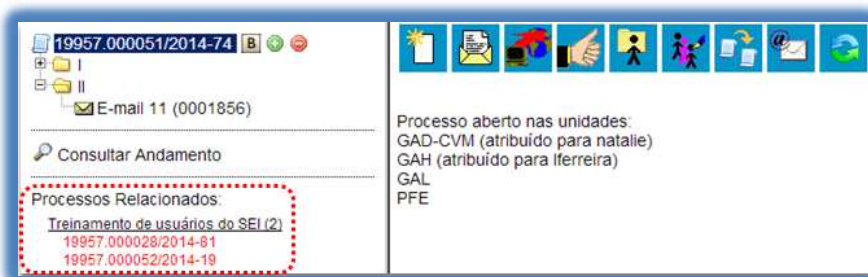 19957.000051/2014-74 B
I
II
E-mail 11 (0001856)
Consultar Andamento
Processos Relacionados:
Treinamento de usuários do SEI (2)
19957.000028/2014-81
19957.000052/2014-19
Processo aberto nas unidades:
GAD-CVM (atribuído para natalie)
GAH (atribuído para lferreira)
GAL
PFE